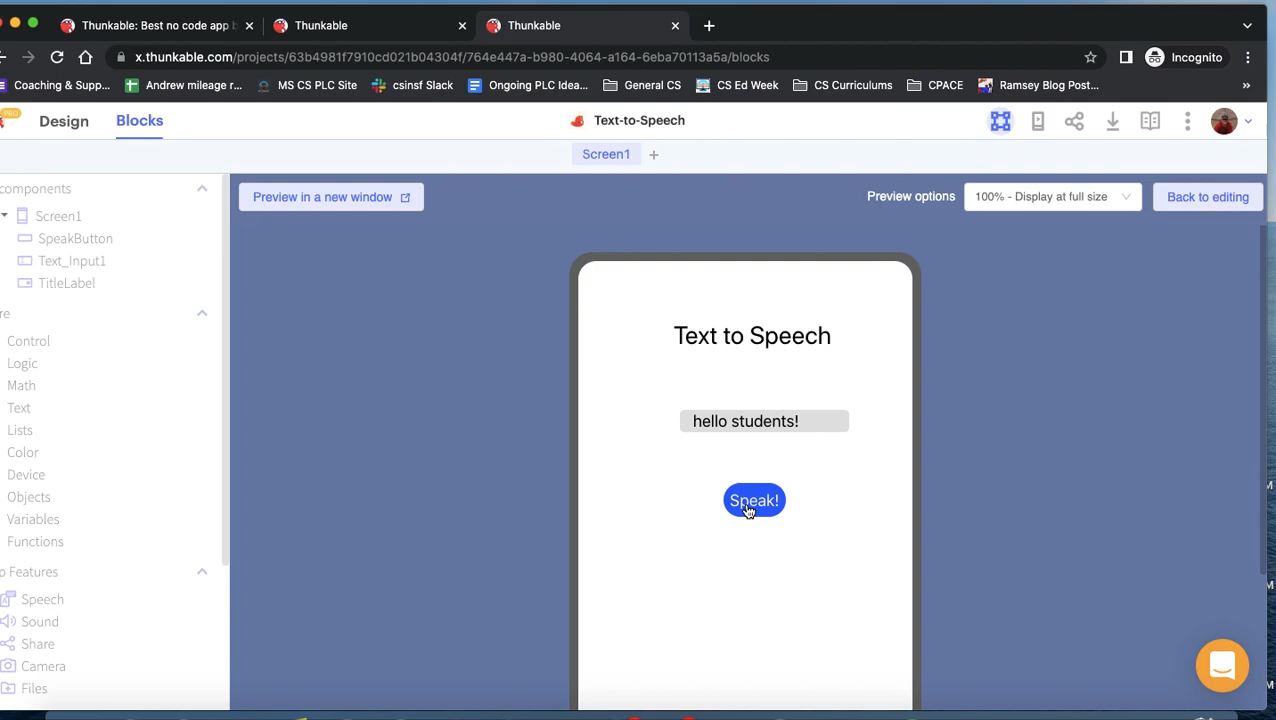 Thunkable: Best no code app b
Thunkable
Thunkable
x.thunkable.com/projects/63b4981f7910cd021b04304f/764e447a-b980-4064-a164-6eba70113a5a/blocks
Incognito
Coaching & Supp...
Andrew mileage r...
MS CS PLC Site
csinsf Slack
Ongoing PLC Idea...
General CS
CS Ed Week
CS Curriculums
CPACE
Ramsey Blog Post...
»
PRO
Design
Blocks
Text-to-Speech
Screen1
components
Screen1
SpeakButton
Text_Input1
TitleLabel
re
Control
Logic
Math
Text
Lists
Color
Device
Objects
Variables
Functions
p Features
Speech
Sound
Share
Camera
Files
Preview in a new window
Preview options
100% - Display at full size
Back to editing
Text to Speech
hello students!
Speak!